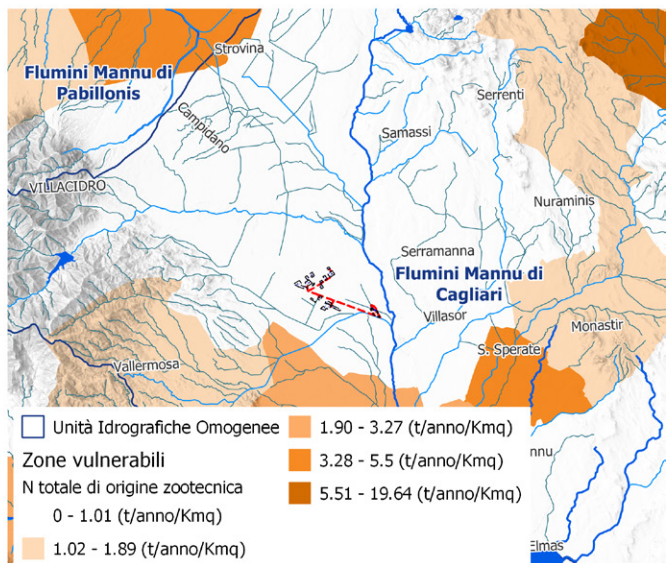 Strovina
Flumini Mannu di
Pabillonis
Serrenti
Campidano
Samassi
VILLACIDRO
Nuraminis
Serramanna
Flumini Mannu di
Cagliari
Villasor
Monastir
S. Sperate
Vallermosa
Unità Idrografiche Omogenee
Zone vulnerabili
N totale di origine zootecnica
0 - 1.01 (t/anno/Kmq)
1.02 - 1.89 (t/anno/Kmq)
1.90 - 3.27 (t/anno/Kmq)
3.28 - 5.5 (t/anno/Kmq)
5.51 - 19.64 (t/anno/Kmq)
nnu
Elmas